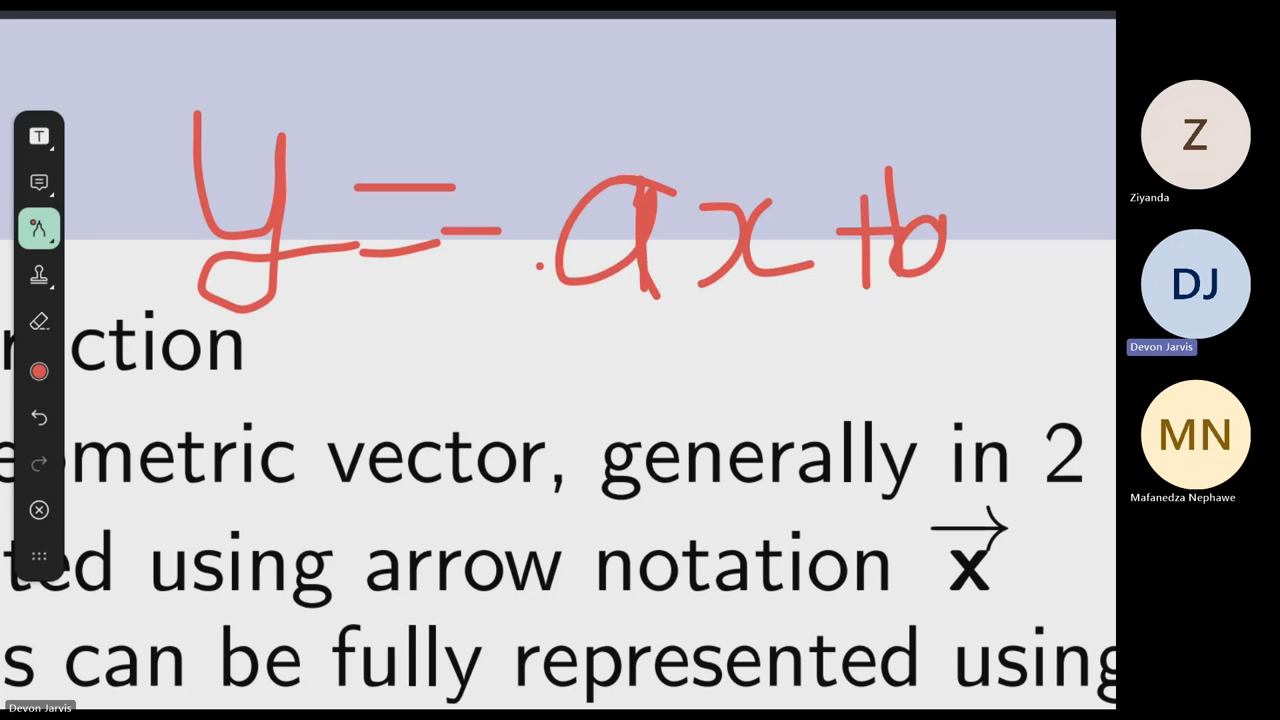 y = ax + b
ction
ometric vector, generally in 2
ted using arrow notation x⃗
s can be fully represented using
Devon Jarvis
T
Z
Ziyanda
DJ
Devon Jarvis
MN
Mafanedza Nephawe